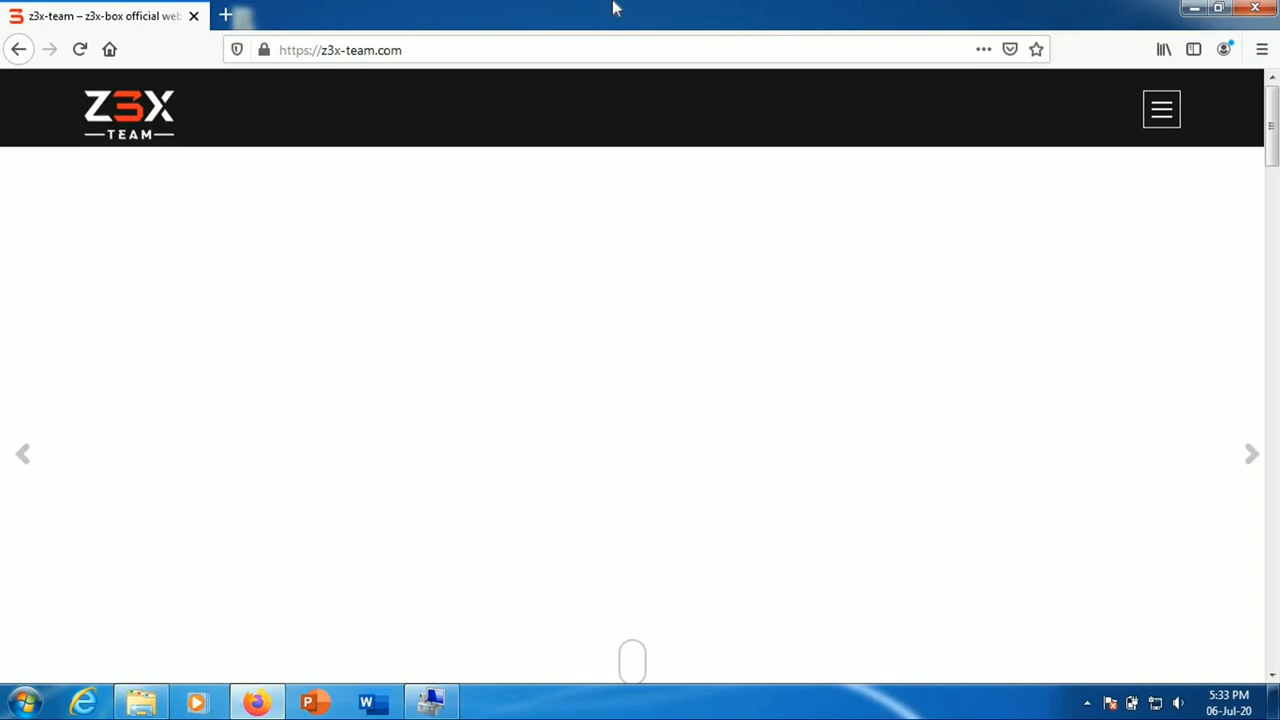 z3x-team – z3x-box official web
https://z3x-team.com
Z3X
TEAM
5:33 PM
06-Jul-20